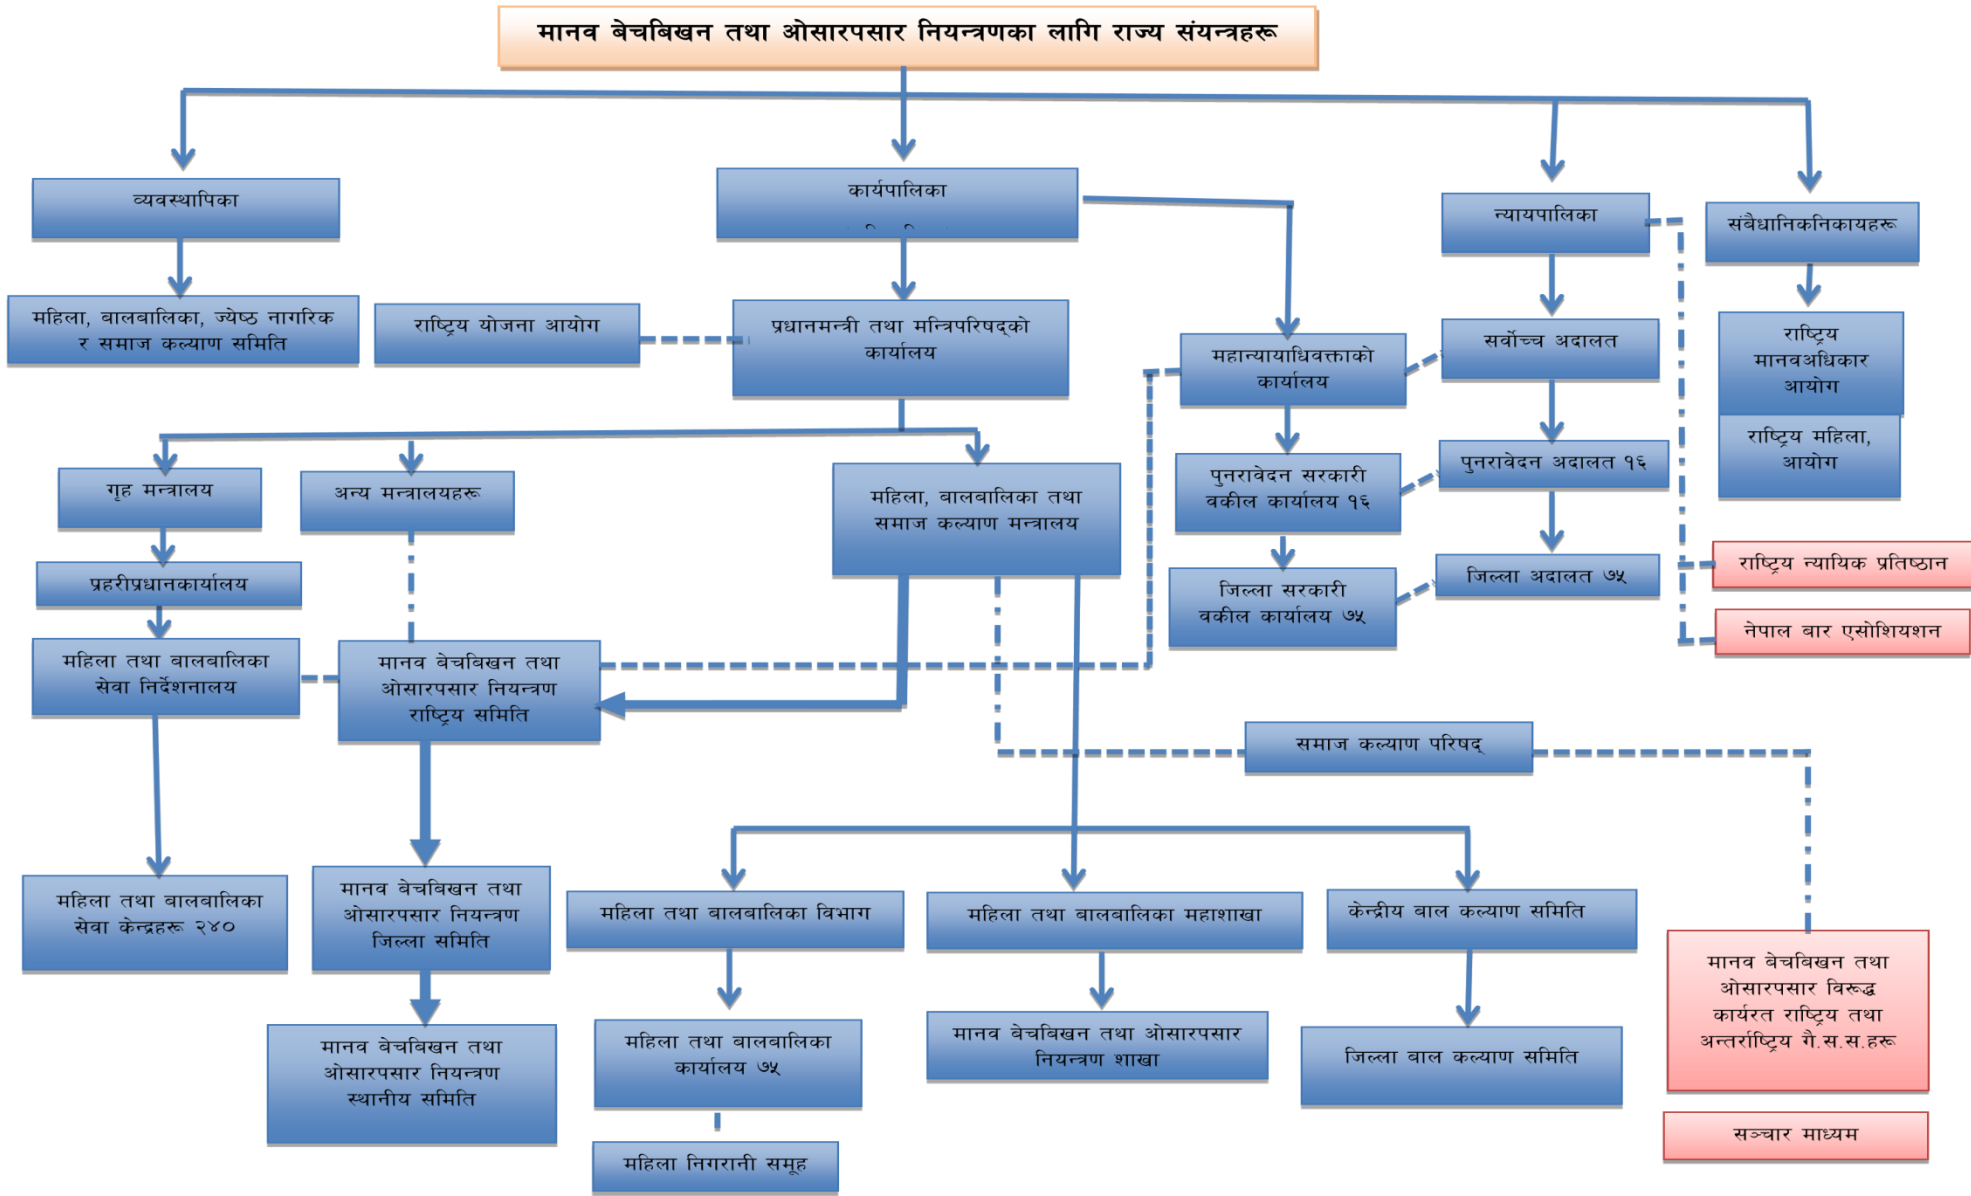 मानव बेचबिखन तथा ओसारपसार नियन्त्रणका लागि राज्य संयन्त्रहरू
व्यवस्थापिका
कार्यपालिका
न्यायपालिका
संबैधानिकनिकायहरू
महिला, बालबालिका, ज्येष्ठ नागरिक
र समाज कल्याण समिति
राष्ट्रिय योजना आयोग
प्रधानमन्त्री तथा मन्त्रिपरिषद्को
कार्यालय
महान्यायाधिवक्ताको
कार्यालय
सर्वोच्च अदालत
राष्ट्रिय
मानवअधिकार
आयोग
राष्ट्रिय महिला,
आयोग
गृह मन्त्रालय
अन्य मन्त्रालयहरू
महिला, बालबालिका तथा
समाज कल्याण मन्त्रालय
पुनरावेदन सरकारी
वकील कार्यालय १६
पुनरावेदन अदालत १६
प्रहरीप्रधानकार्यालय
जिल्ला सरकारी
वकील कार्यालय ७५
जिल्ला अदालत ७५
राष्ट्रिय न्यायिक प्रतिष्ठान
नेपाल बार एसोशियशन
महिला तथा बालबालिका
सेवा निर्देशनालय
मानव बेचबिखन तथा
ओसारपसार नियन्त्रण
राष्ट्रिय समिति
समाज कल्याण परिषद्
महिला तथा बालबालिका
सेवा केन्द्रहरू २४०
मानव बेचबिखन तथा
ओसारपसार नियन्त्रण
जिल्ला समिति
महिला तथा बालबालिका विभाग
महिला तथा बालबालिका महाशाखा
केन्द्रीय बाल कल्याण समिति
मानव बेचबिखन तथा
ओसारपसार विरूद्ध
कार्यरत राष्ट्रिय तथा
अन्तर्राष्ट्रिय गै.स.स.हरू
मानव बेचबिखन तथा
ओसारपसार नियन्त्रण
स्थानीय समिति
महिला तथा बालबालिका
कार्यालय ७५
मानव बेचबिखन तथा ओसारपसार
नियन्त्रण शाखा
जिल्ला बाल कल्याण समिति
सञ्चार माध्यम
महिला निगरानी समूह